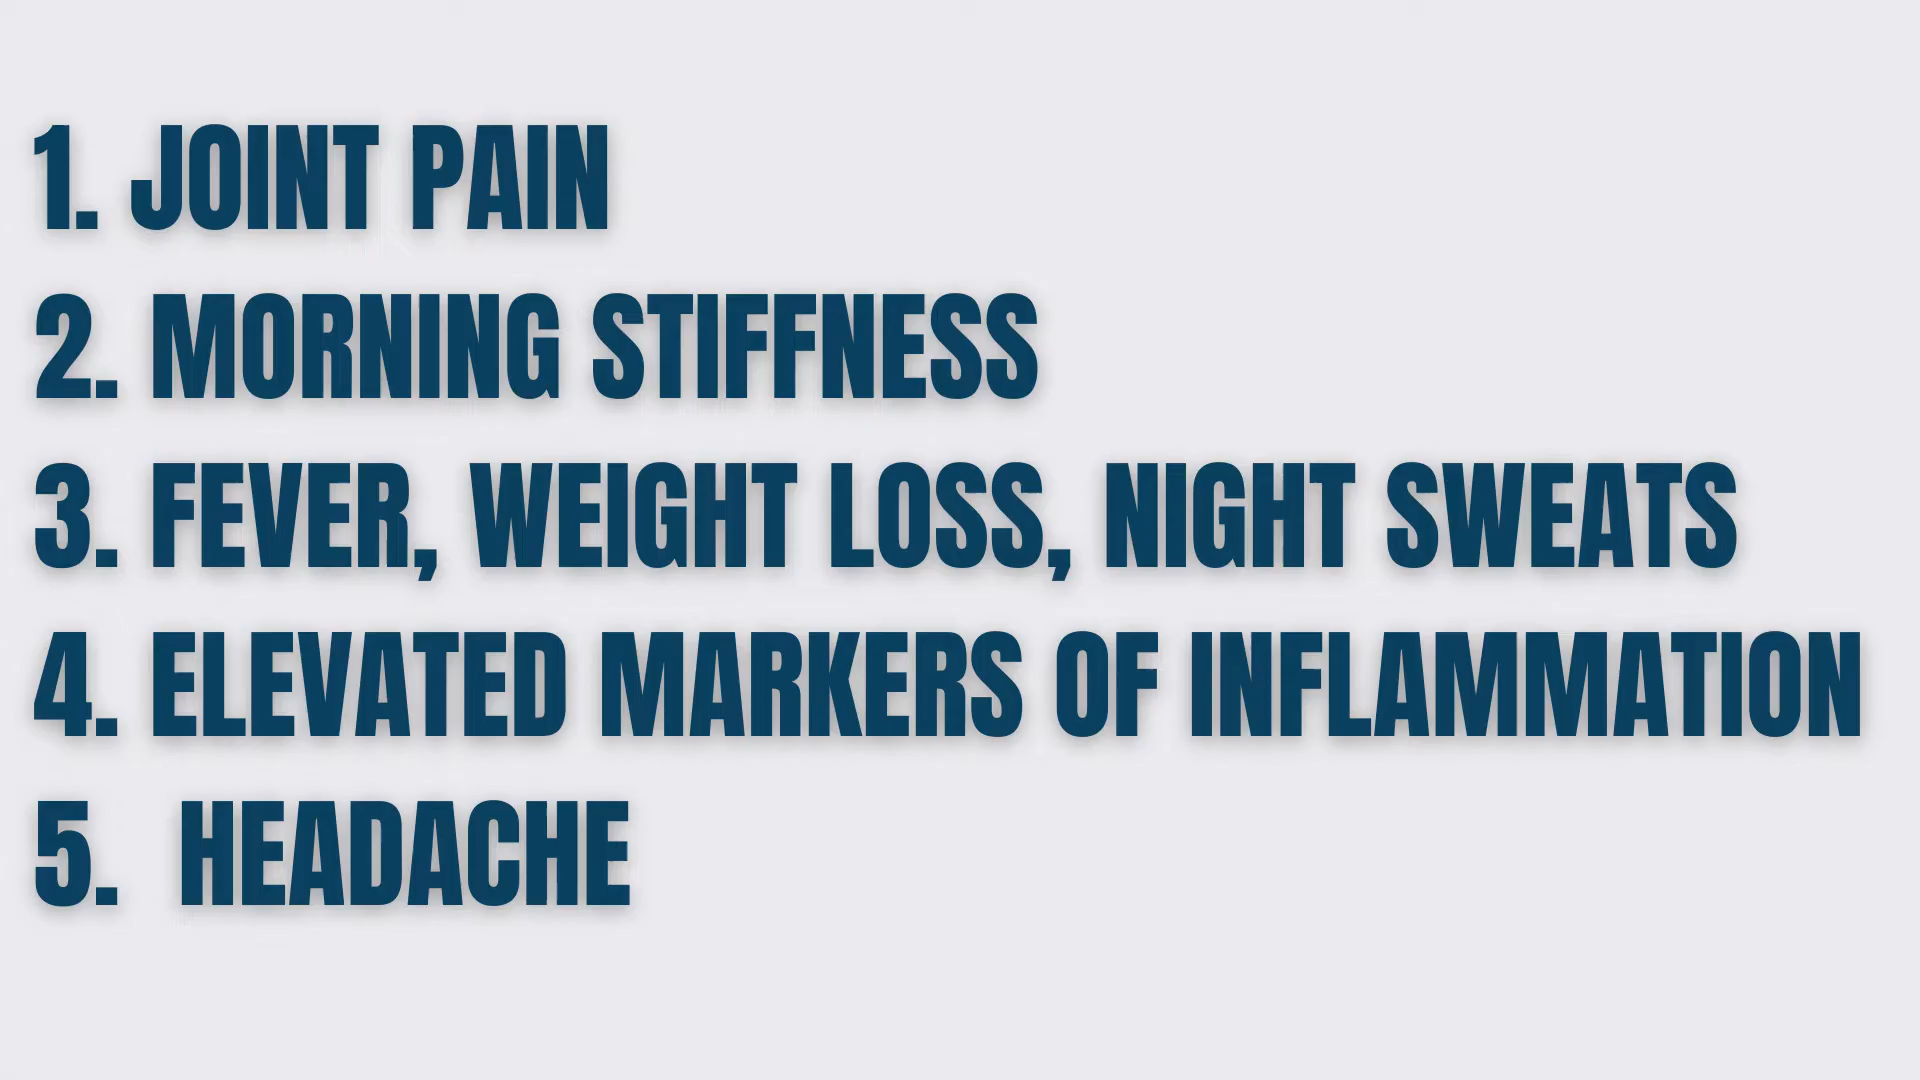 1. JOINT PAIN
2. MORNING STIFFNESS
3. FEVER, WEIGHT LOSS, NIGHT SWEATS
4. ELEVATED MARKERS OF INFLAMMATION
5. HEADACHE